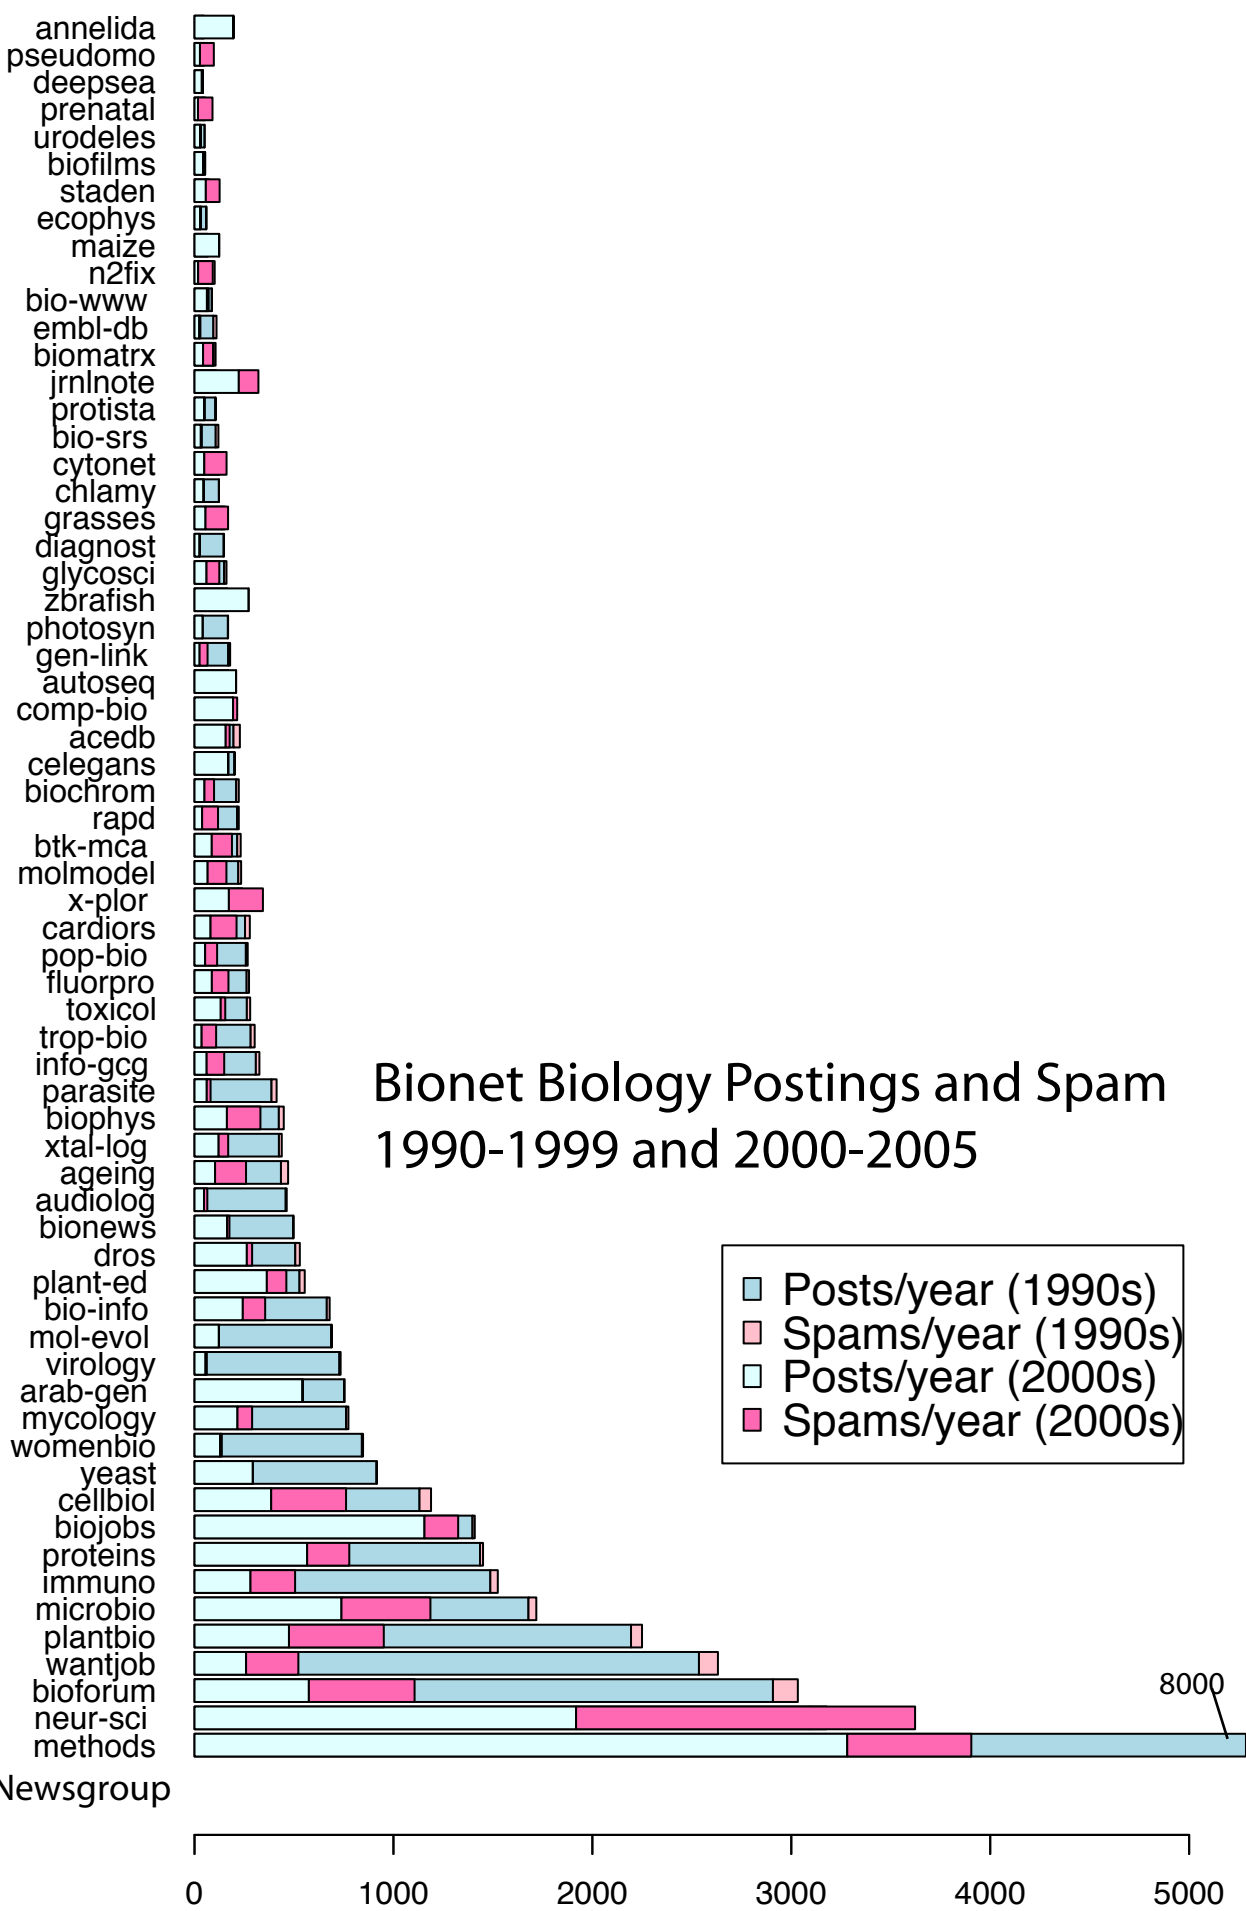 annelida
pseudomo
deepsea
prenatal
urodeles
biofilms
staden
ecophys
maize
n2fix
bio-www
embl-db
biomatrx
jrnlnote
protista
bio-srs
cytonet
chlamy
grasses
diagnost
glycosci
zbrafish
photosyn
gen-link
autoseq
comp-bio
acedb
celegans
biochrom
rapd
btk-mca
molmodel
x-plor
cardiors
pop-bio
fluorpro
toxicol
trop-bio
info-gcg
parasite
biophys
xtal-log
ageing
audiolog
bionews
dros
plant-ed
bio-info
mol-evol
virology
arab-gen
mycology
womenbio
yeast
cellbiol
biojobs
proteins
immuno
microbio
plantbio
wantjob
bioforum
neur-sci
methods
Newsgroup
Bionet Biology Postings and Spam
1990-1999 and 2000-2005
Posts/year (1990s)
Spams/year (1990s)
Posts/year (2000s)
Spams/year (2000s)
8000
0 1000 2000 3000 4000 5000